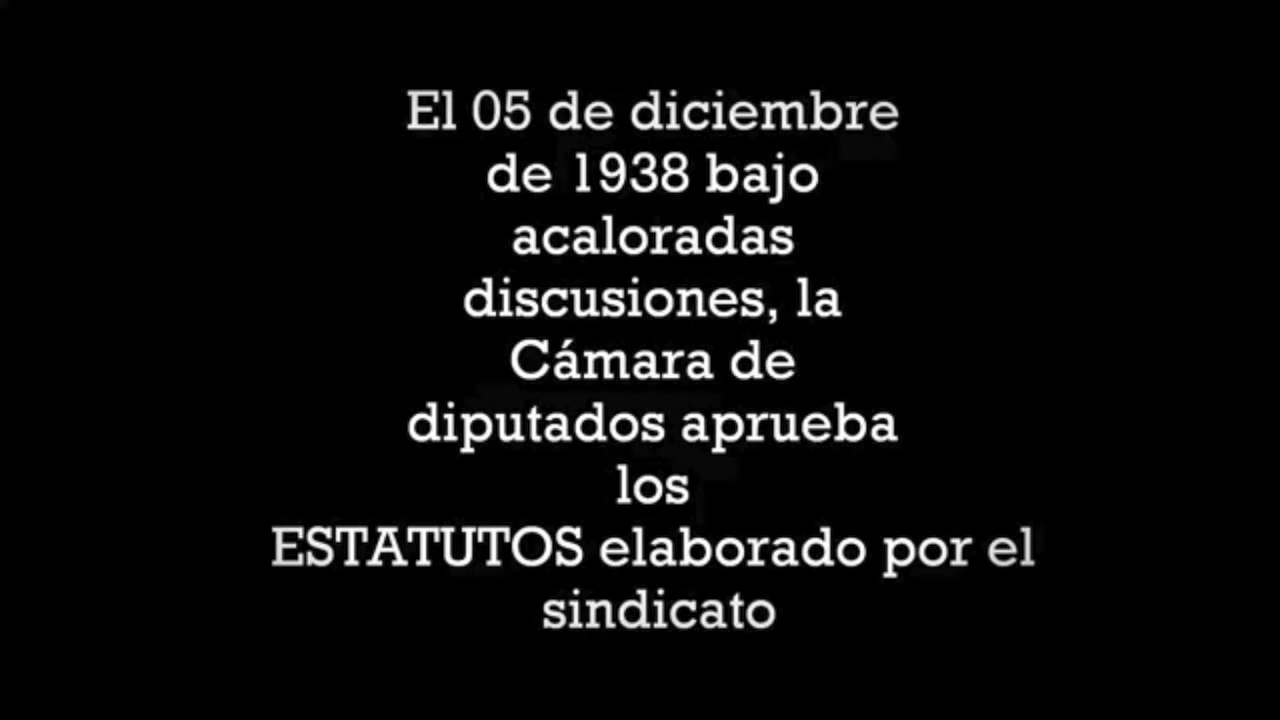 El 05 de diciembre
de 1938 bajo
acaloradas
discusiones, la
Cámara de
diputados aprueba
los
ESTATUTOS elaborado por el
sindicato